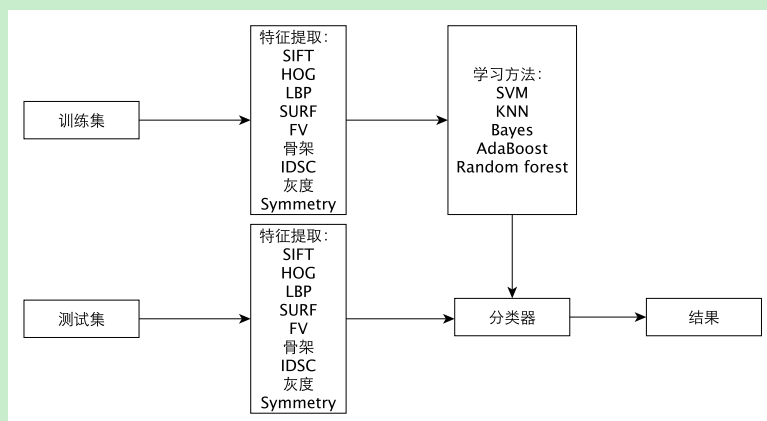 训练集
特征提取：
SIFT
HOG
LBP
SURF
FV
骨架
IDSC
灰度
Symmetry
学习方法：
SVM
KNN
Bayes
AdaBoost
Random forest
测试集
特征提取：
SIFT
HOG
LBP
SURF
FV
骨架
IDSC
灰度
Symmetry
分类器
结果